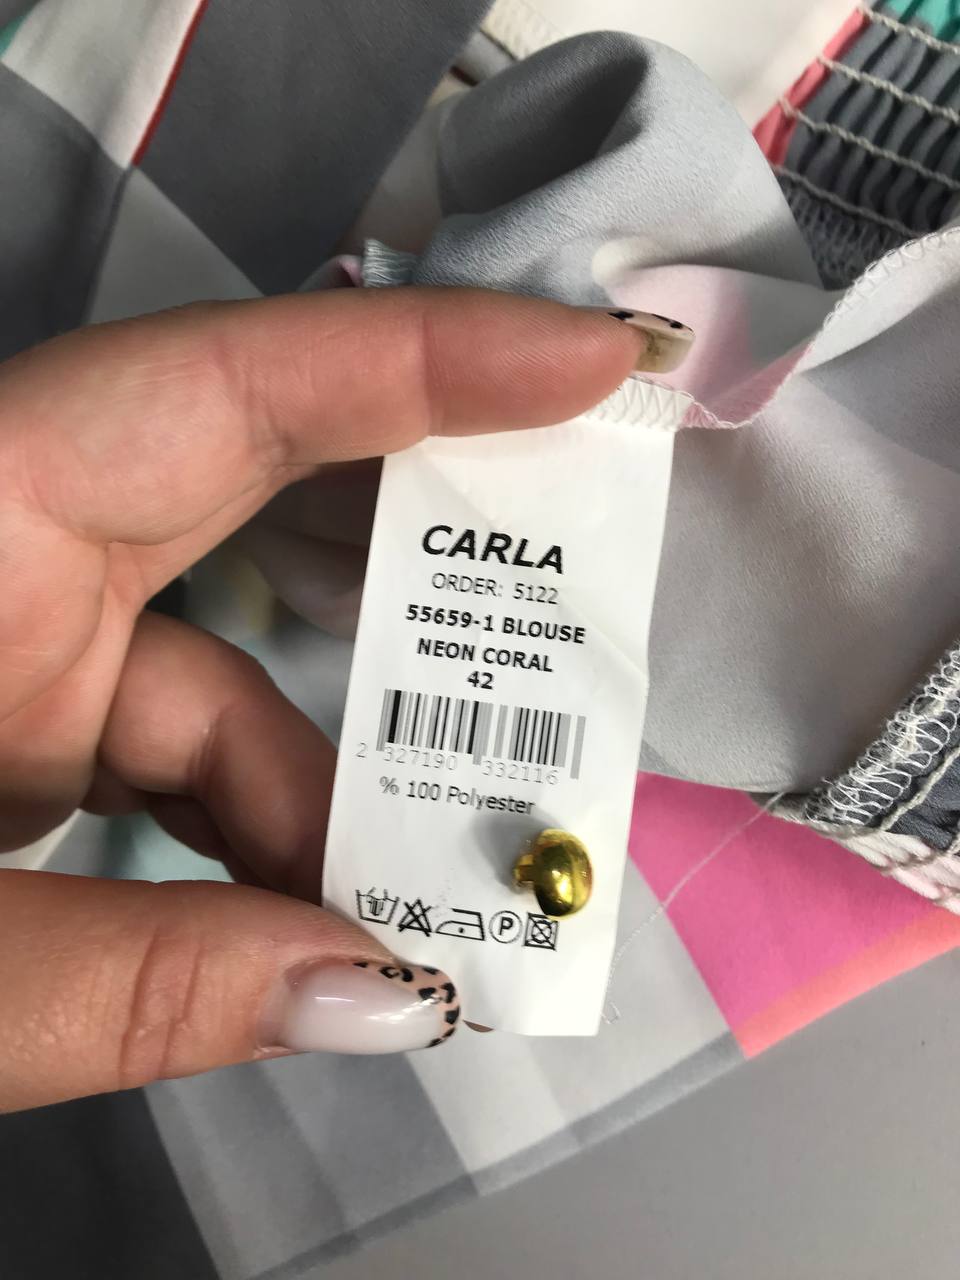 CARLA
ORDER: 5122
55659-1 BLOUSE
NEON CORAL
42
2 327190 332116
% 100 Polyester
P